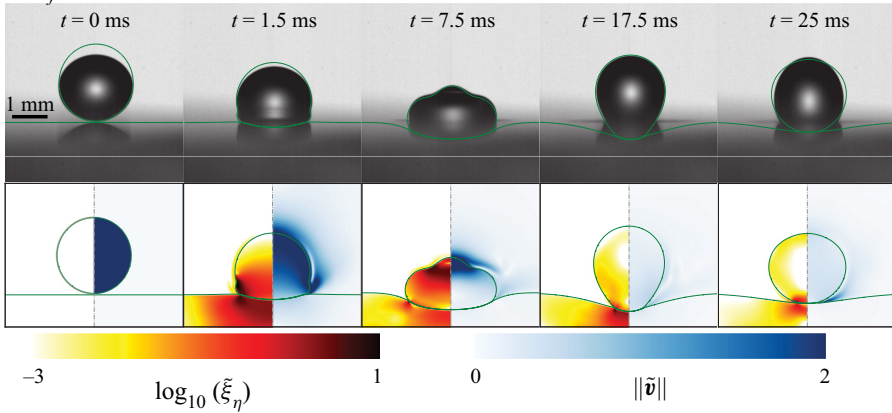 t = 0 ms t = 1.5 ms t = 7.5 ms t = 17.5 ms t = 25 ms
1 mm
–3 1 0 2
log₁₀ (ξ̃_η) ||ṽ||